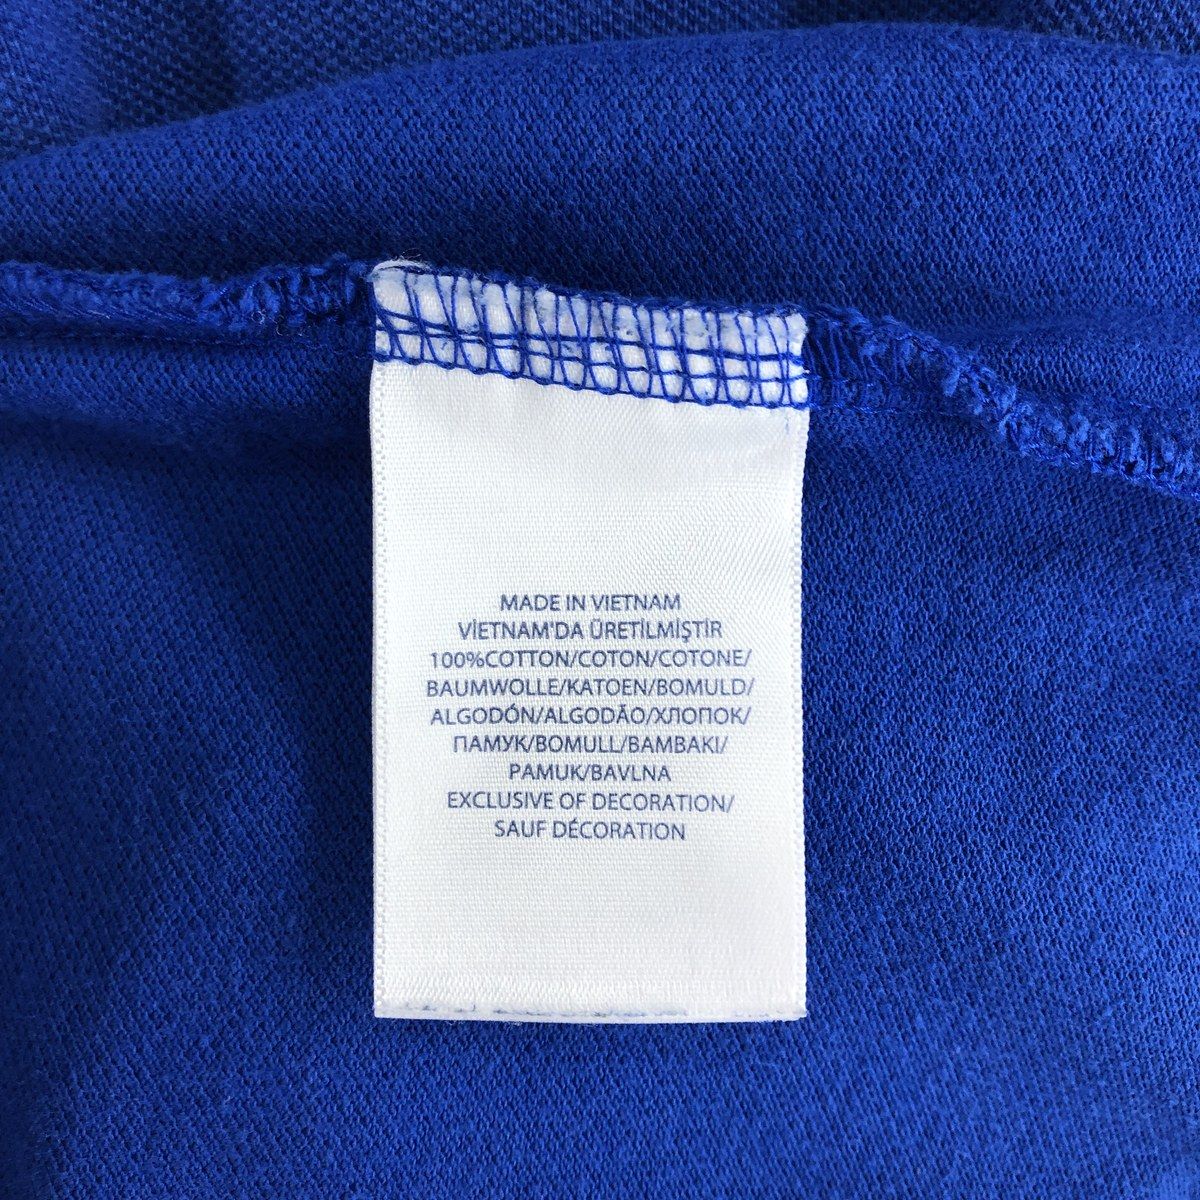 MADE IN VIETNAM
VİETNAM'DA ÜRETİLMİŞTİR
100%COTTON/COTON/COTONE/
BAUMWOLLE/KATOEN/BOMULD/
ALGODÓN/ALGODÃO/ХЛОПОК/
ПАМУК/BOMULL/BAMBAKI/
PAMUK/BAVLNA
EXCLUSIVE OF DECORATION/
SAUF DÉCORATION